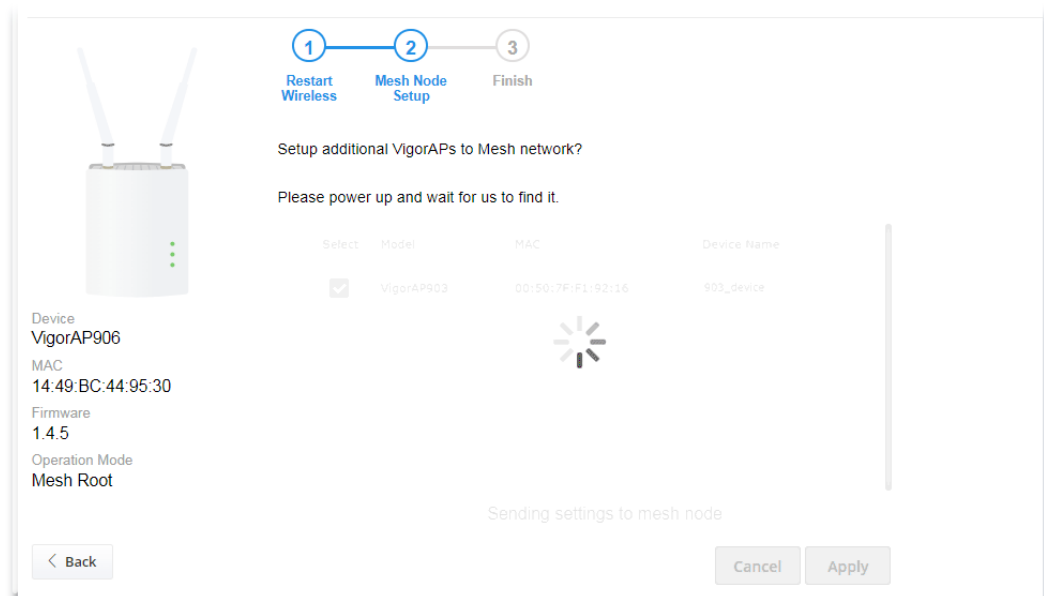 1 2 3
Restart Wireless
Mesh Node Setup
Finish
Setup additional VigorAPs to Mesh network?
Please power up and wait for us to find it.
Select Model MAC Device Name
VigorAP903 00:50:7F:F1:92:16 903_device
Device
VigorAP906
MAC
14:49:BC:44:95:30
Firmware
1.4.5
Operation Mode
Mesh Root
Sending settings to mesh node
Back
Cancel Apply